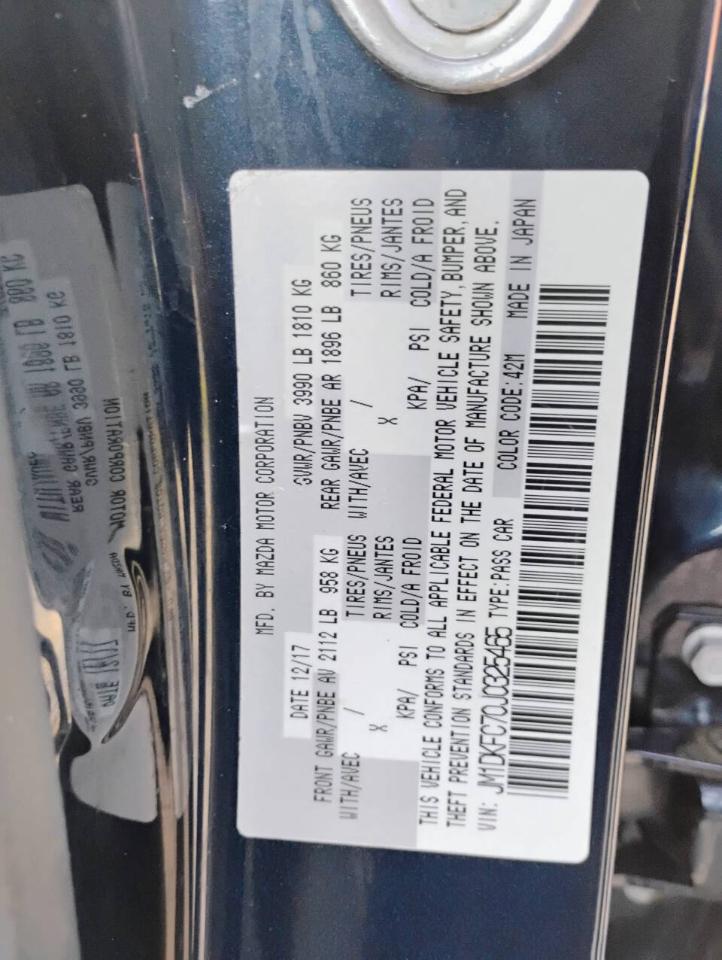 MFD. BY MAZDA MOTOR CORPORATION
DATE 12/17 GVWR/PNBV 3990 LB 1810 KG
FRONT GAWR/PNBE AV 2112 LB 958 KG REAR GAWR/PNBE AR 1896 LB 860 KG
WITH/AVEC / TIRES/PNEUS WITH/AVEC / TIRES/PNEUS
X RIMS/JANTES X RIMS/JANTES
KPA/ PSI COLD/A FROID KPA/ PSI COLD/A FROID
THIS VEHICLE CONFORMS TO ALL APPLICABLE FEDERAL MOTOR VEHICLE SAFETY,BUMPER,AND
THEFT PREVENTION STANDARDS IN EFFECT ON THE DATE OF MANUFACTURE SHOWN ABOVE.
VIN: JM1DKFC70J0325465 TYPE:PASS CAR COLOR CODE:42M MADE IN JAPAN